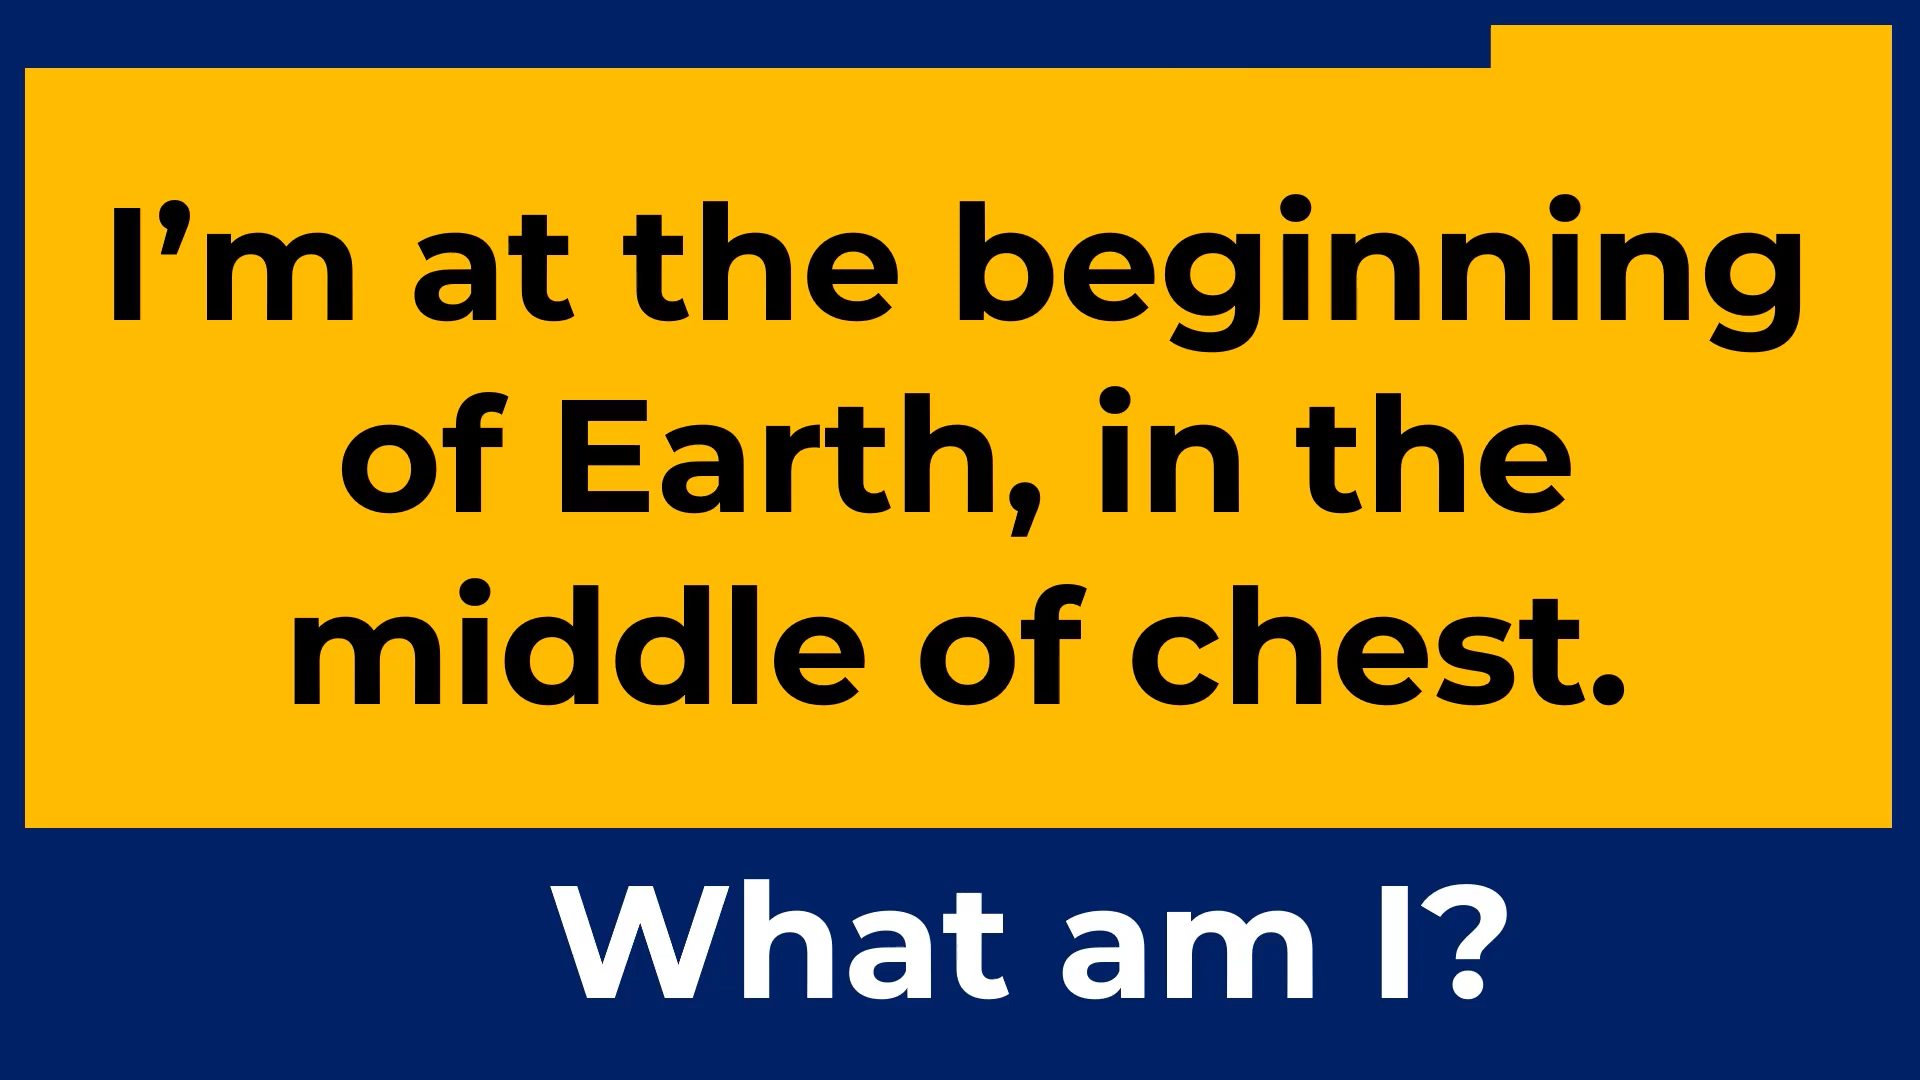 I’m at the beginning
of Earth, in the
middle of chest.
What am I?